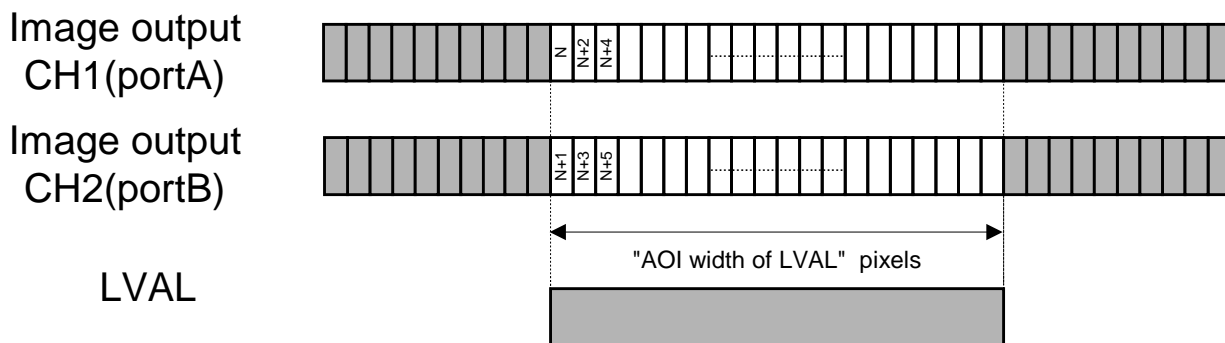 Image output
CH1(portA)
N
N+2
N+4
Image output
CH2(portB)
N+1
N+3
N+5
"AOI width of LVAL" pixels
LVAL